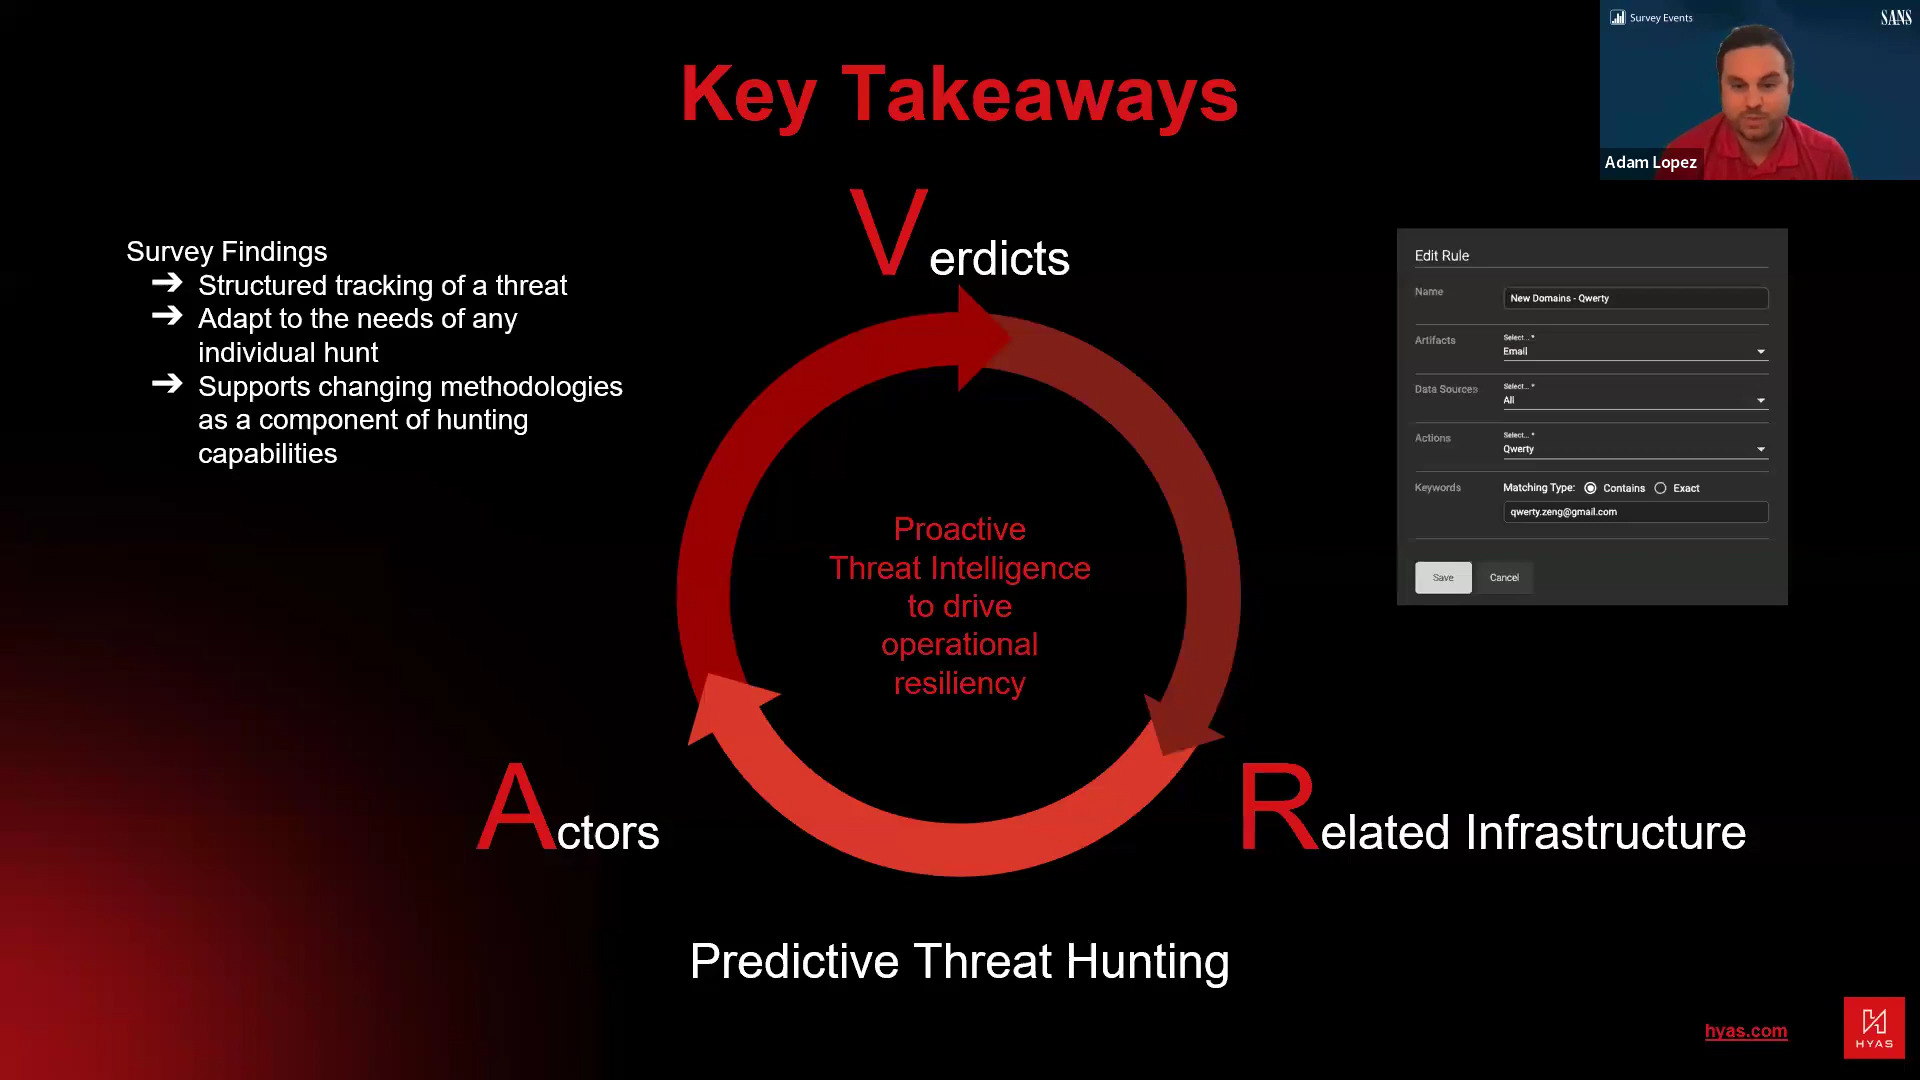 Survey Events
SANS
Adam Lopez
Key Takeaways
Verdicts
Survey Findings
➔ Structured tracking of a threat
➔ Adapt to the needs of any
individual hunt
➔ Supports changing methodologies
as a component of hunting
capabilities
Edit Rule
Name
New Domains - Qwerty
Artifacts
Select... *
Email
Data Sources
Select... *
All
Actions
Select... *
Qwerty
Keywords
Matching Type: Contains Exact
qwerty.zeng@gmail.com
Save Cancel
Proactive
Threat Intelligence
to drive
operational
resiliency
Actors
Related Infrastructure
Predictive Threat Hunting
hyas.com
HYAS